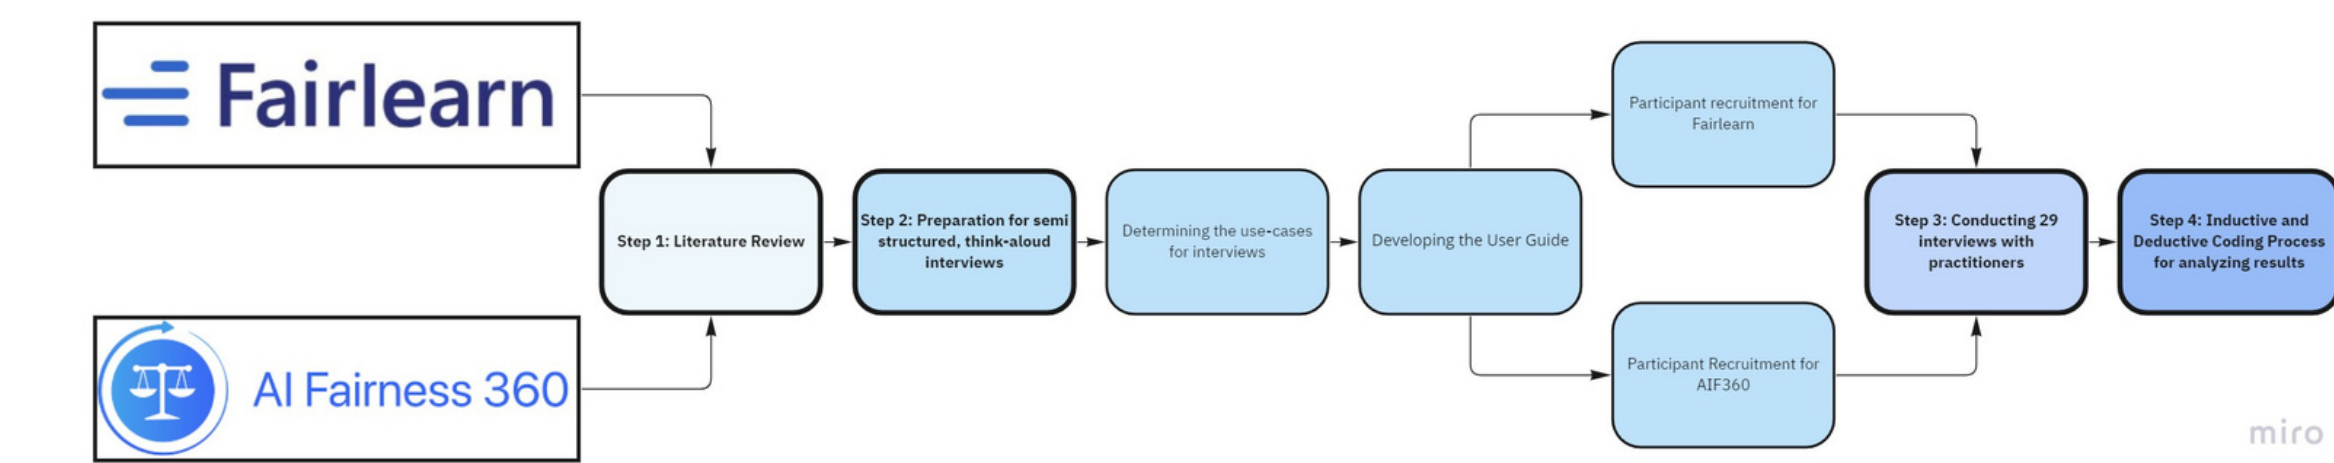 Fairlearn
AI Fairness 360
Step 1: Literature Review
Step 2: Preparation for semi
structured, think-aloud
interviews
Determining the use-cases
for interviews
Developing the User Guide
Participant recruitment for
Fairlearn
Participant Recruitment for
AIF360
Step 3: Conducting 29
interviews with
practitioners
Step 4: Inductive and
Deductive Coding Process
for analyzing results
miro